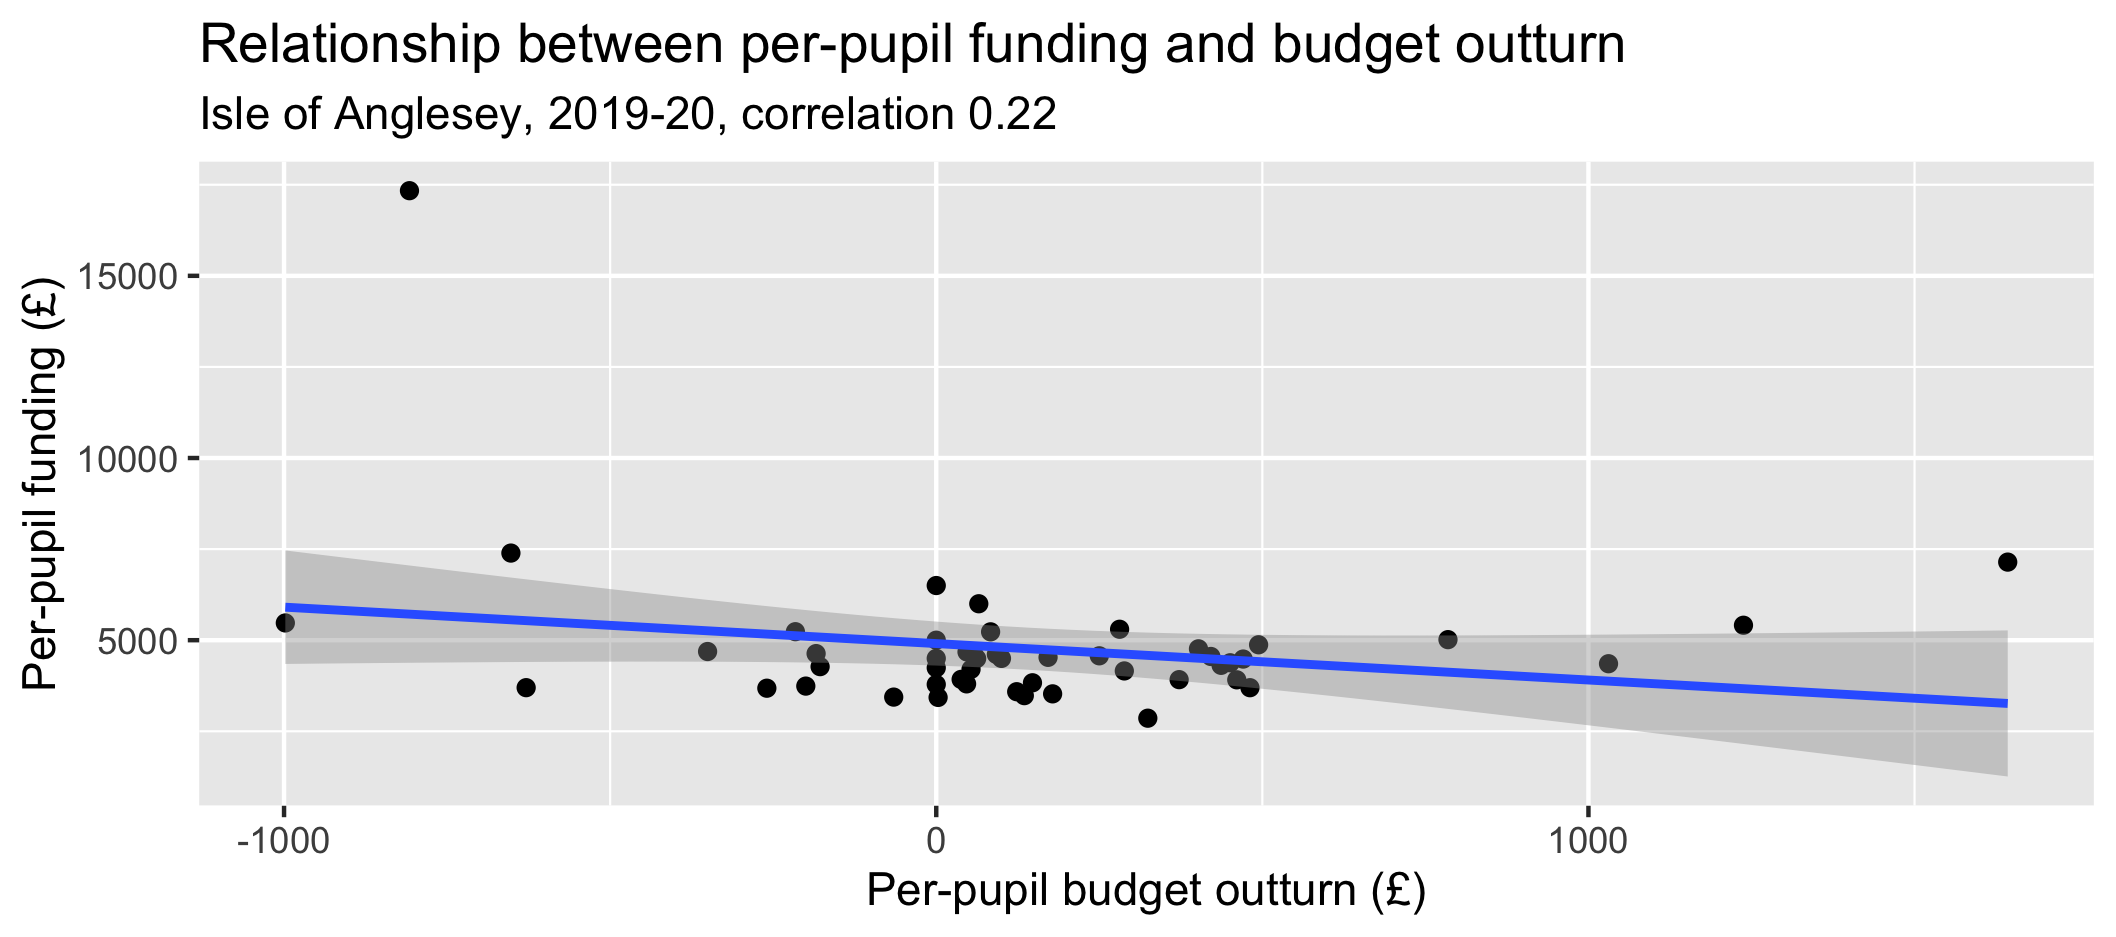 Relationship between per-pupil funding and budget outturn
Isle of Anglesey, 2019-20, correlation 0.22
Per-pupil funding (£)
15000
10000
5000
-1000
0
1000
Per-pupil budget outturn (£)